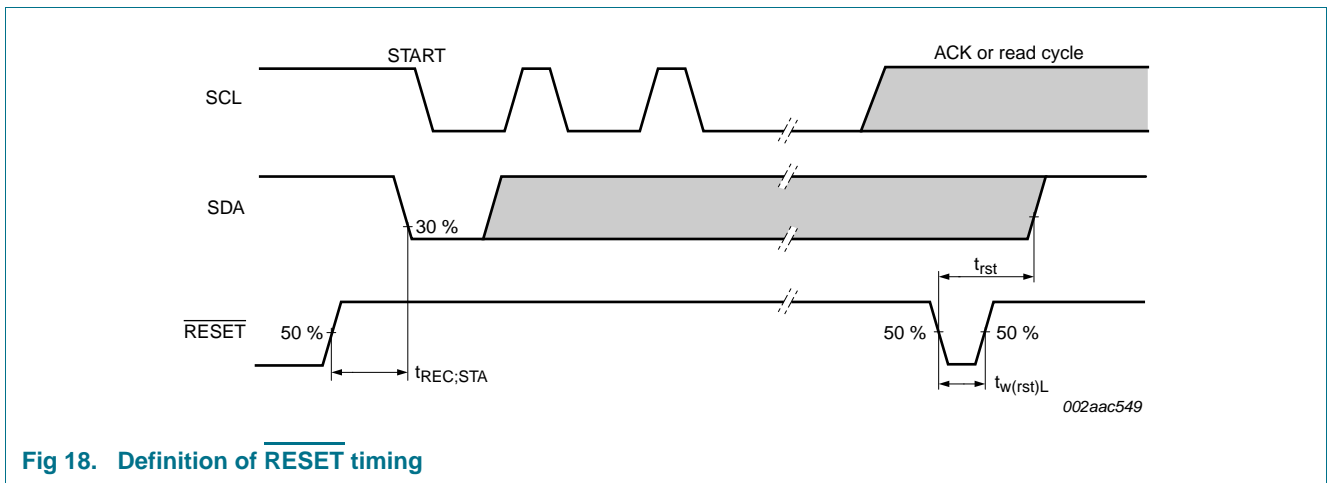 START
ACK or read cycle
SCL
SDA
30 %
t_rst
RESET
50 %
50 %
50 %
t_REC;STA
t_w(rst)L
002aac549
Fig 18. Definition of RESET timing